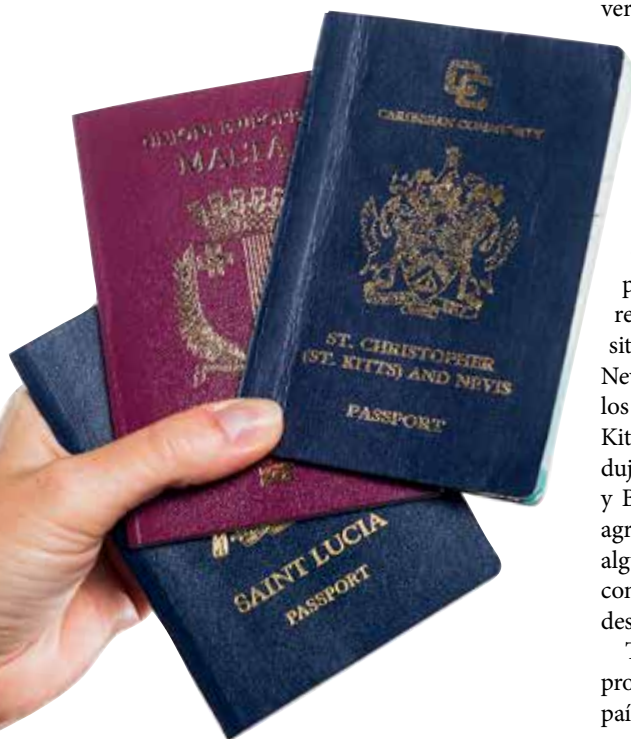 ver
CARIBBEAN COMMUNITY
MALTA
ST. CHRISTOPHER
(ST. KITTS) AND NEVIS
PASSPORT
SAINT LUCIA
PASSPORT
p
re
sit
Nev
los
Kit
duj
y E
agr
alg
con
des
T
pro
paí